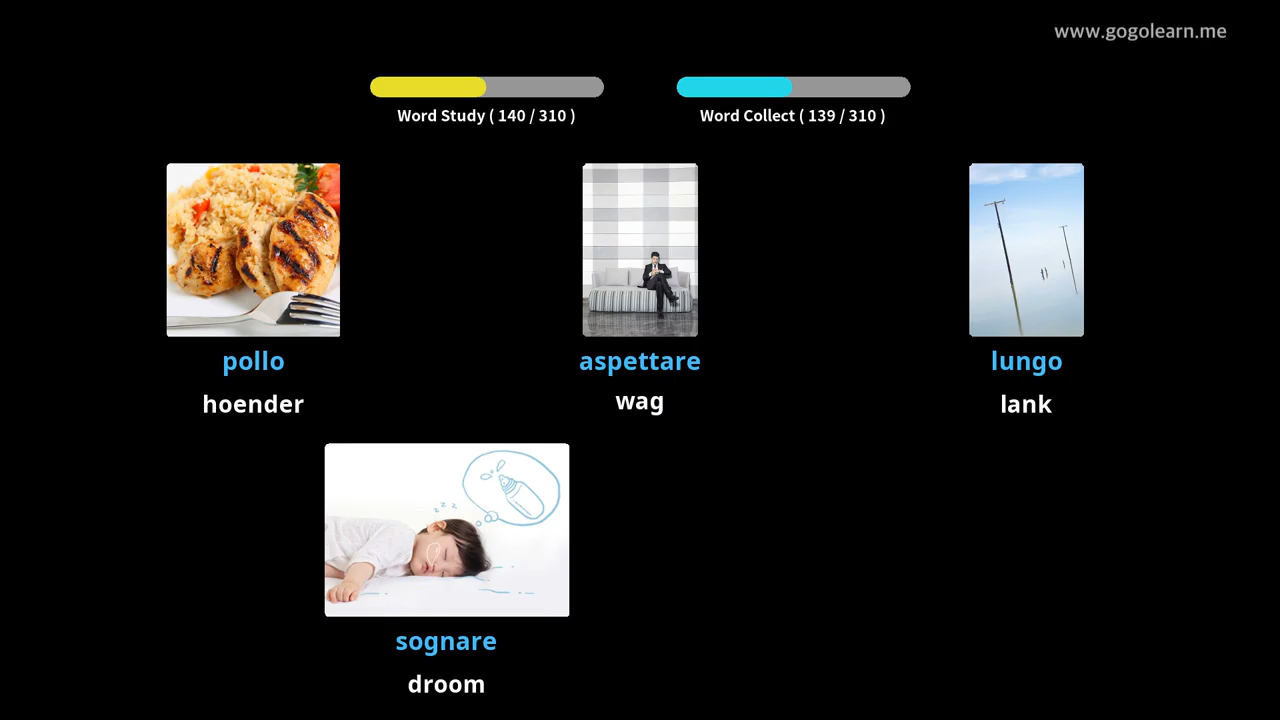 www.gogolearn.me
Word Study ( 140 / 310 )
Word Collect ( 139 / 310 )
pollo
hoender
aspettare
wag
lungo
lank
sognare
droom